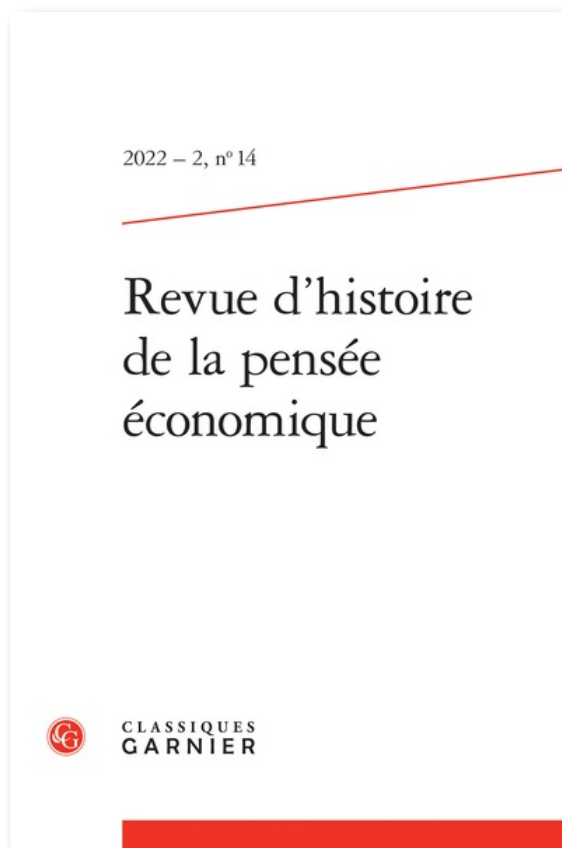 2022 – 2, nº 14
Revue d’histoire
de la pensée
économique
CG
CLASSIQUES
GARNIER